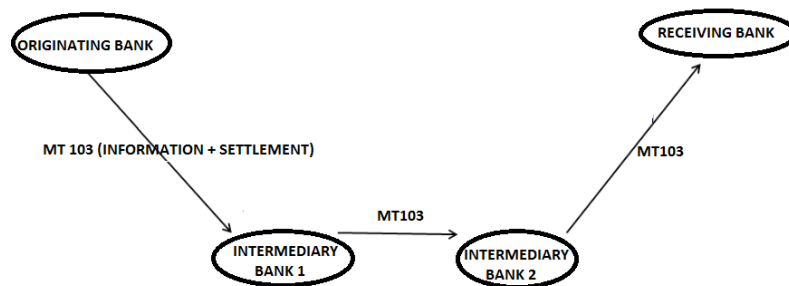 ORIGINATING BANK
RECEIVING BANK
MT 103 (INFORMATION + SETTLEMENT)
MT103
MT103
INTERMEDIARY
BANK 1
INTERMEDIARY
BANK 2